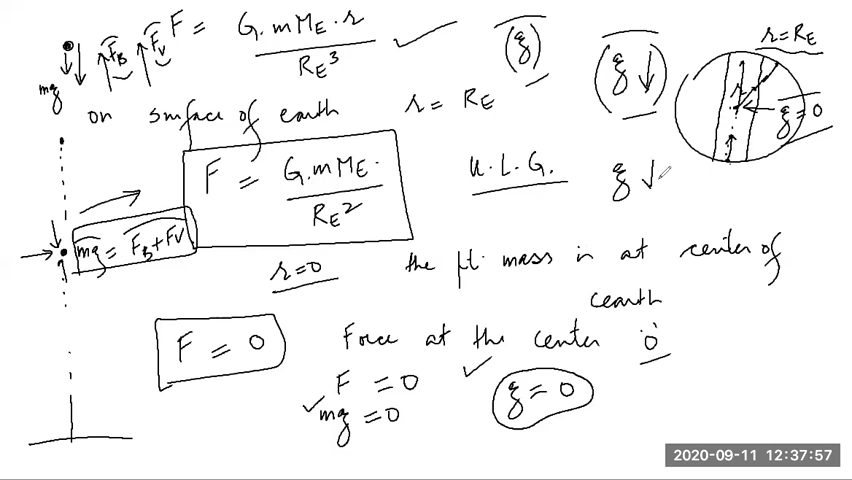 F = G.mME.r / RE³ ✓
(g)
(g↓)
r=RE
r
g=0
FB
Fv
mg
on surface of earth r = RE
F = G.mME. / RE²
U.L.G. g↓
mg = FB+FV
r=0 the pt. mass is at center of
earth
F = 0 Force at the center 0
F = 0 ✓
✓ mg = 0
g = 0
2020-09-11 12:37:57